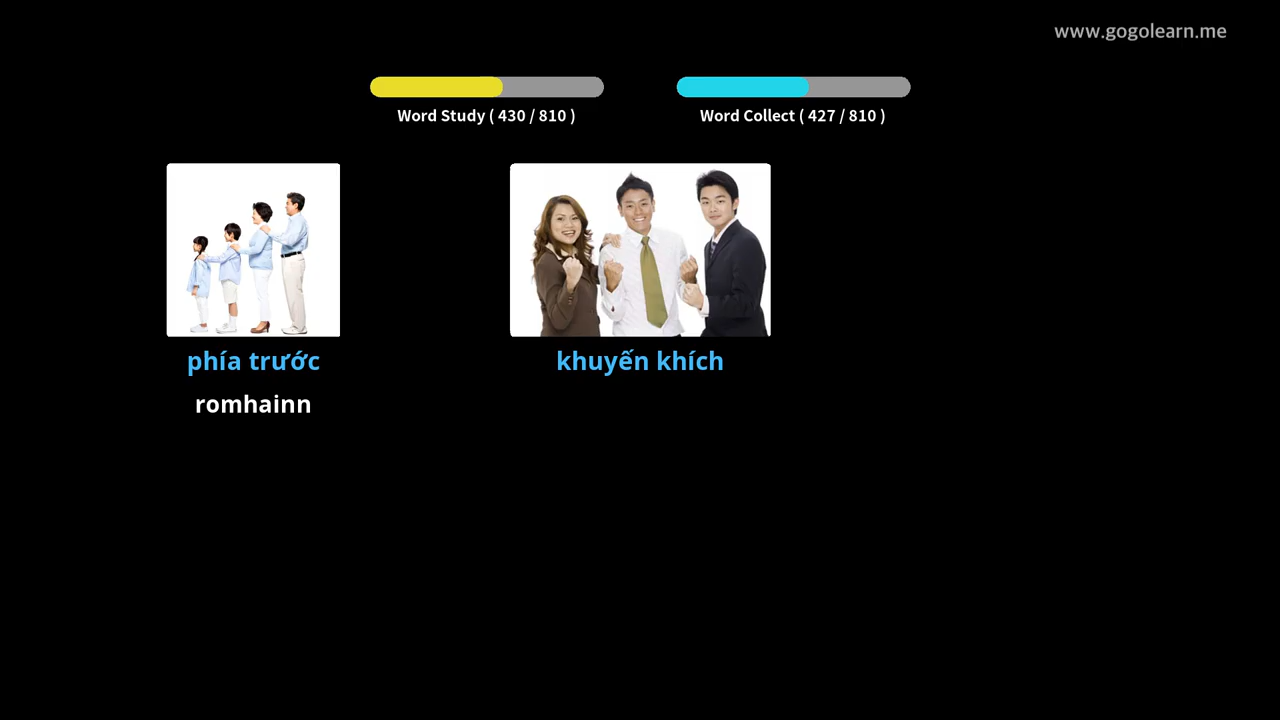 www.gogolearn.me
Word Study ( 430 / 810 )
Word Collect ( 427 / 810 )
phía trước
khuyến khích
romhainn